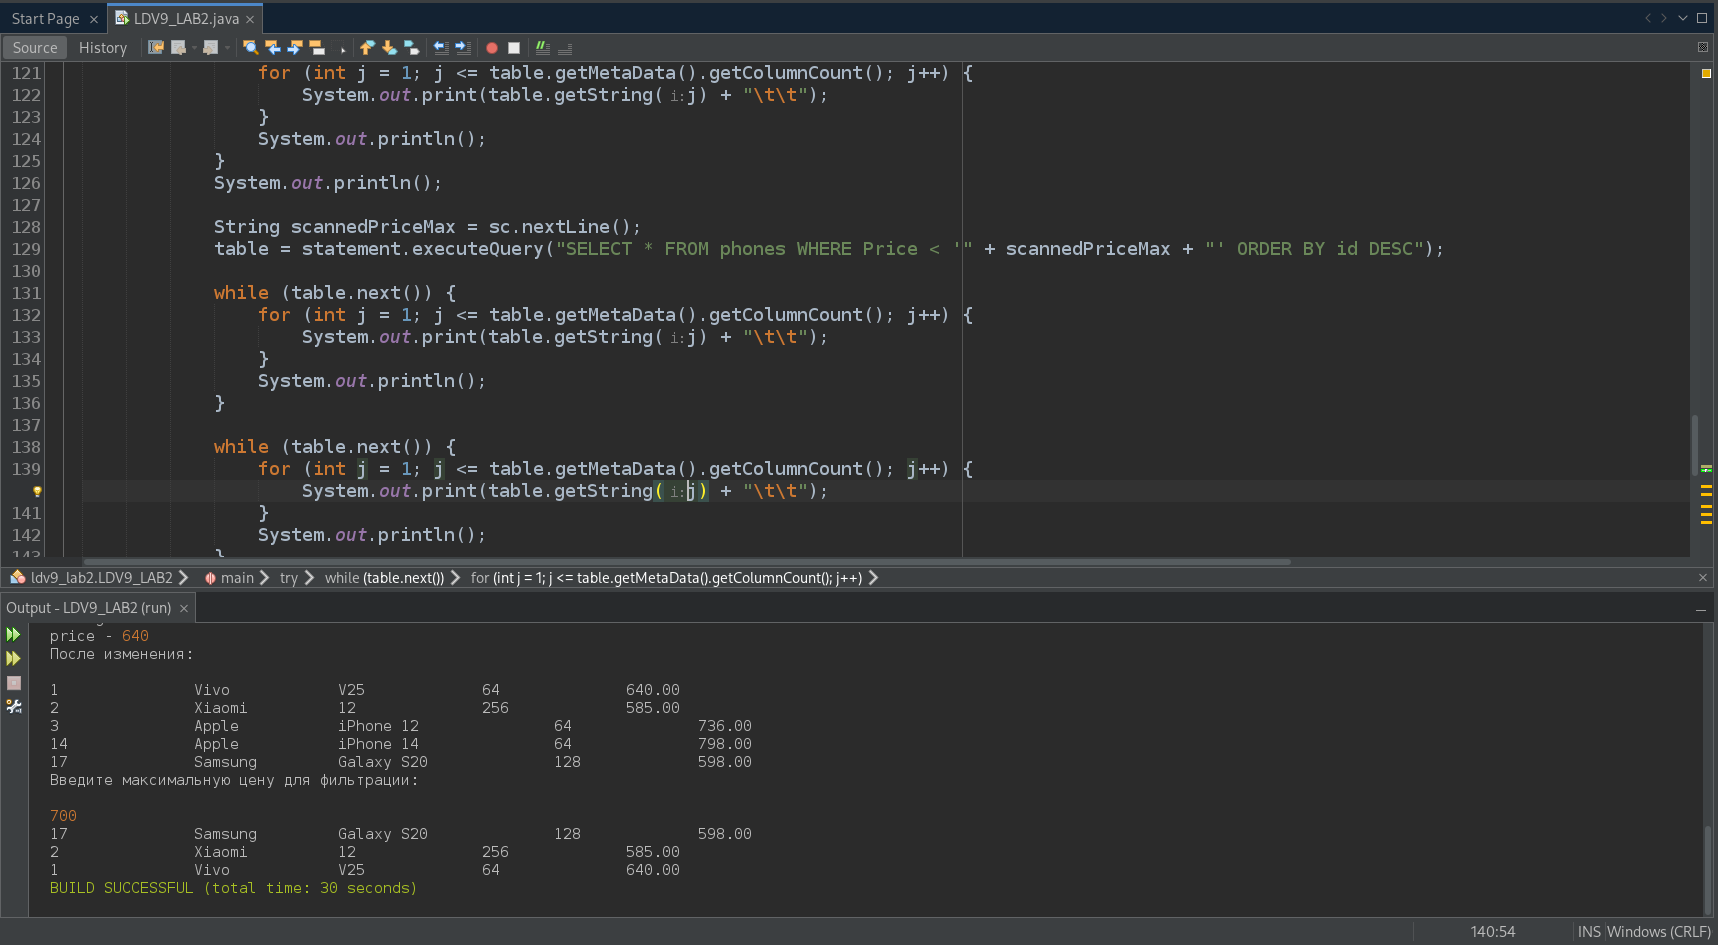 Start Page
LDV9_LAB2.java
Source
History
121 for (int j = 1; j <= table.getMetaData().getColumnCount(); j++) {
122 System.out.print(table.getString( i: j) + "\t\t");
123 }
124 System.out.println();
125 }
126 System.out.println();
127
128 String scannedPriceMax = sc.nextLine();
129 table = statement.executeQuery("SELECT * FROM phones WHERE Price < '" + scannedPriceMax + "' ORDER BY id DESC");
130
131 while (table.next()) {
132 for (int j = 1; j <= table.getMetaData().getColumnCount(); j++) {
133 System.out.print(table.getString( i: j) + "\t\t");
134 }
135 System.out.println();
136 }
137
138 while (table.next()) {
139 for (int j = 1; j <= table.getMetaData().getColumnCount(); j++) {
System.out.print(table.getString( i: j) + "\t\t");
141 }
142 System.out.println();
143 }
ldv9_lab2.LDV9_LAB2 main try while (table.next()) for (int j = 1; j <= table.getMetaData().getColumnCount(); j++)
Output - LDV9_LAB2 (run)
price - 640
После изменения:
1 Vivo V25 64 640.00
2 Xiaomi 12 256 585.00
3 Apple iPhone 12 64 736.00
14 Apple iPhone 14 64 798.00
17 Samsung Galaxy S20 128 598.00
Введите максимальную цену для фильтрации:
700
17 Samsung Galaxy S20 128 598.00
2 Xiaomi 12 256 585.00
1 Vivo V25 64 640.00
BUILD SUCCESSFUL (total time: 30 seconds)
140:54
INS
Windows (CRLF)